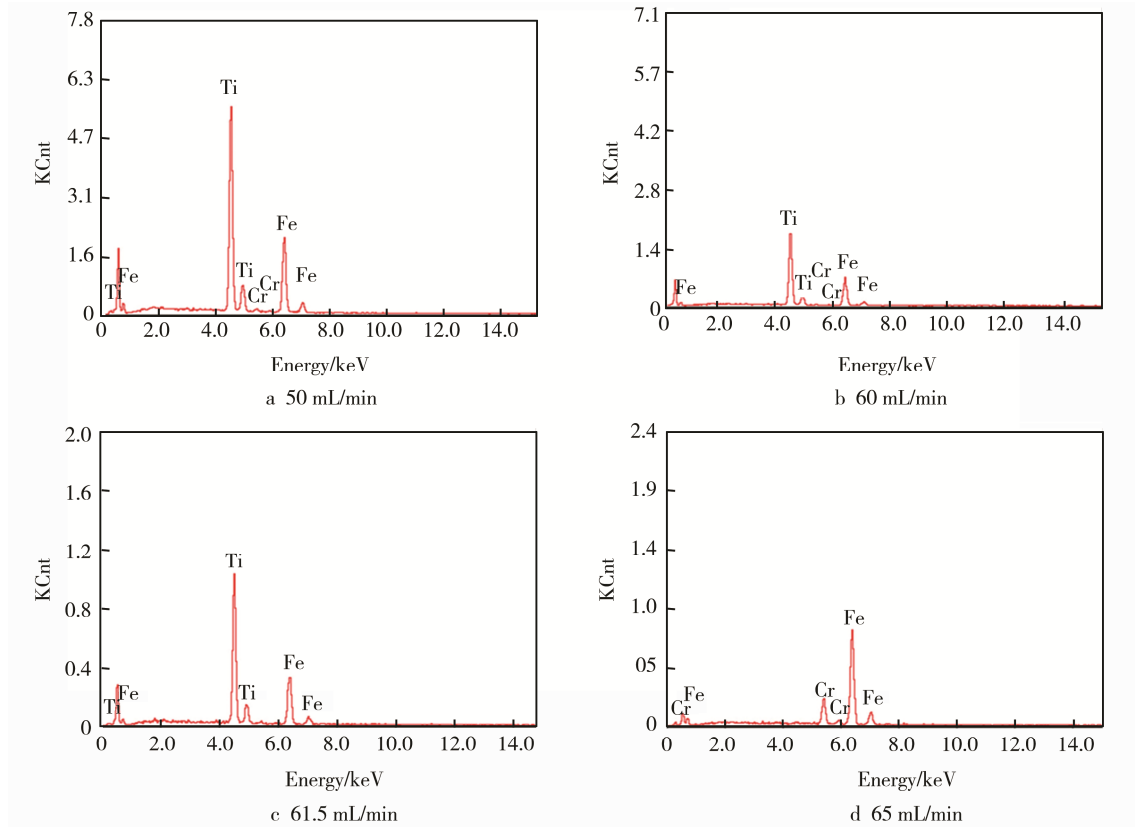 7.8
6.3
4.7
3.1
1.6
0
KCnt
Ti
Fe
Ti
Ti
Cr
Cr
Fe
Fe
0 2.0 4.0 6.0 8.0 10.0 12.0 14.0
Energy/keV
a 50 mL/min
7.1
5.7
4.2
2.8
1.4
0
KCnt
Fe
Ti
Ti
Cr
Cr
Fe
Fe
0 2.0 4.0 6.0 8.0 10.0 12.0 14.0
Energy/keV
b 60 mL/min
2.0
1.6
1.2
0.8
0.4
0
KCnt
Ti
Fe
Ti
Ti
Fe
Fe
0 2.0 4.0 6.0 8.0 10.0 12.0 14.0
Energy/keV
c 61.5 mL/min
2.4
1.9
1.4
1.0
05
0
KCnt
Cr
Fe
Cr
Cr
Fe
Fe
0 2.0 4.0 6.0 8.0 10.0 12.0 14.0
Energy/keV
d 65 mL/min